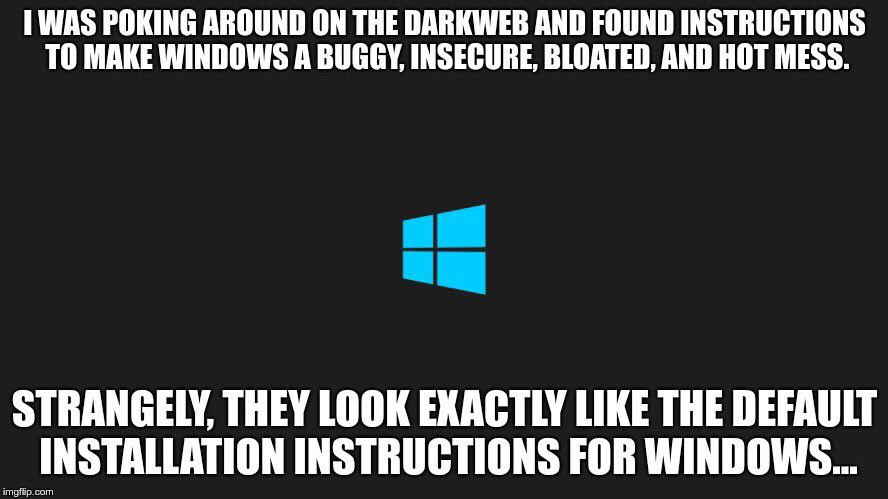 I WAS POKING AROUND ON THE DARKWEB AND FOUND INSTRUCTIONS
TO MAKE WINDOWS A BUGGY, INSECURE, BLOATED, AND HOT MESS.
STRANGELY, THEY LOOK EXACTLY LIKE THE DEFAULT
INSTALLATION INSTRUCTIONS FOR WINDOWS...
imgflip.com